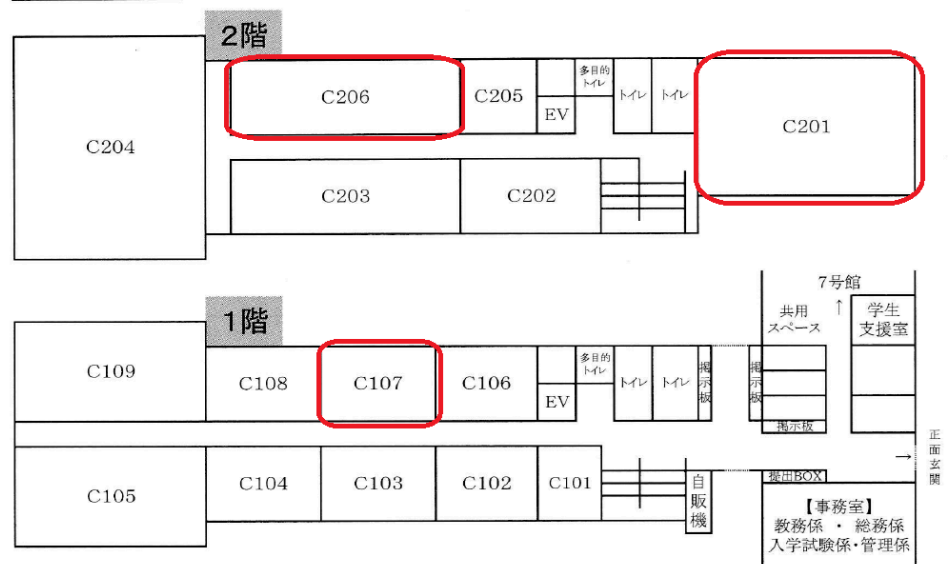 2階
C206
C205
EV
多目的
トイレ
トイレ
トイレ
C201
C204
C203
C202
1階
7号館
↑
共用
スペース
学生
支援室
C109
C108
C107
C106
EV
多目的
トイレ
トイレ
トイレ
掲示板
掲示板
掲示板
正面玄関
→
C105
C104
C103
C102
C101
自販機
提出BOX
【事務室】
教務係 ・ 総務係
入学試験係・管理係